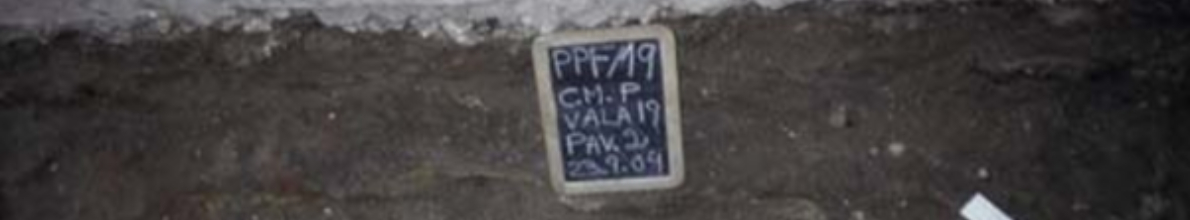 PPF/19
C.M.P
VALA 19
PAV. 2
23.9.09